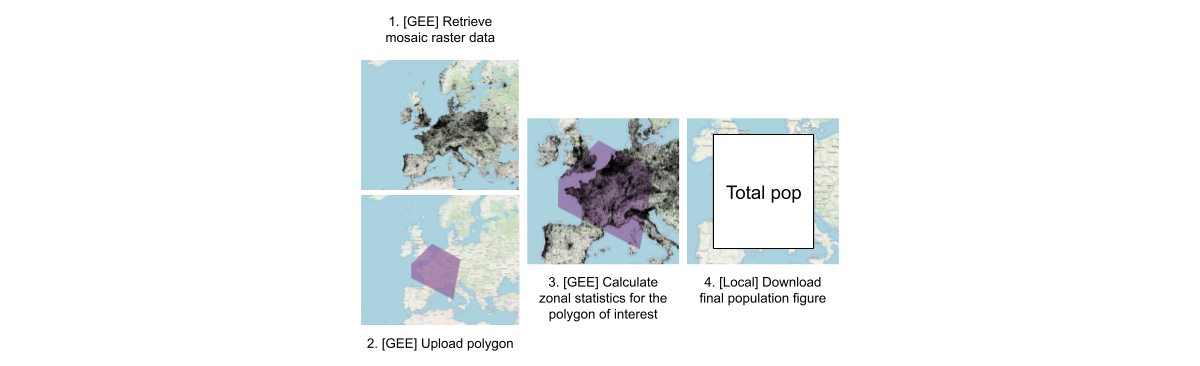 1. [GEE] Retrieve
mosaic raster data
2. [GEE] Upload polygon
3. [GEE] Calculate
zonal statistics for the
polygon of interest
Total pop
4. [Local] Download
final population figure